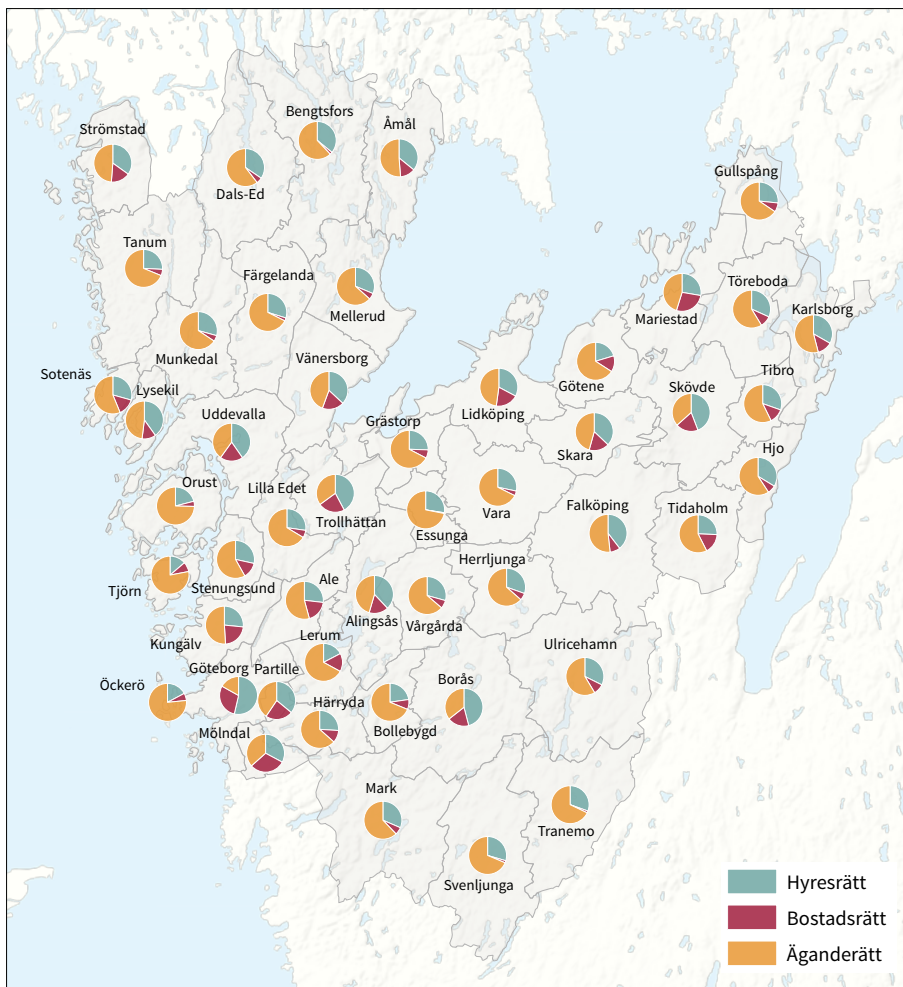 Bengtsfors
Åmål
Strömstad
Gullspång
Dals-Ed
Tanum
Färgelanda
Töreboda
Karlsborg
Mellerud
Mariestad
Munkedal
Vänersborg
Götene
Tibro
Sotenäs
Lysekil
Skövde
Uddevalla
Lidköping
Grästorp
Skara
Hjo
Orust
Lilla Edet
Trollhättan
Vara
Falköping
Tidaholm
Essunga
Herrljunga
Stenungsund
Ale
Tjörn
Alingsås
Vårgårda
Kungälv
Lerum
Ulricehamn
Göteborg
Partille
Öckerö
Härryda
Borås
Bollebygd
Mölndal
Mark
Tranemo
Svenljunga
Hyresrätt
Bostadsrätt
Äganderätt